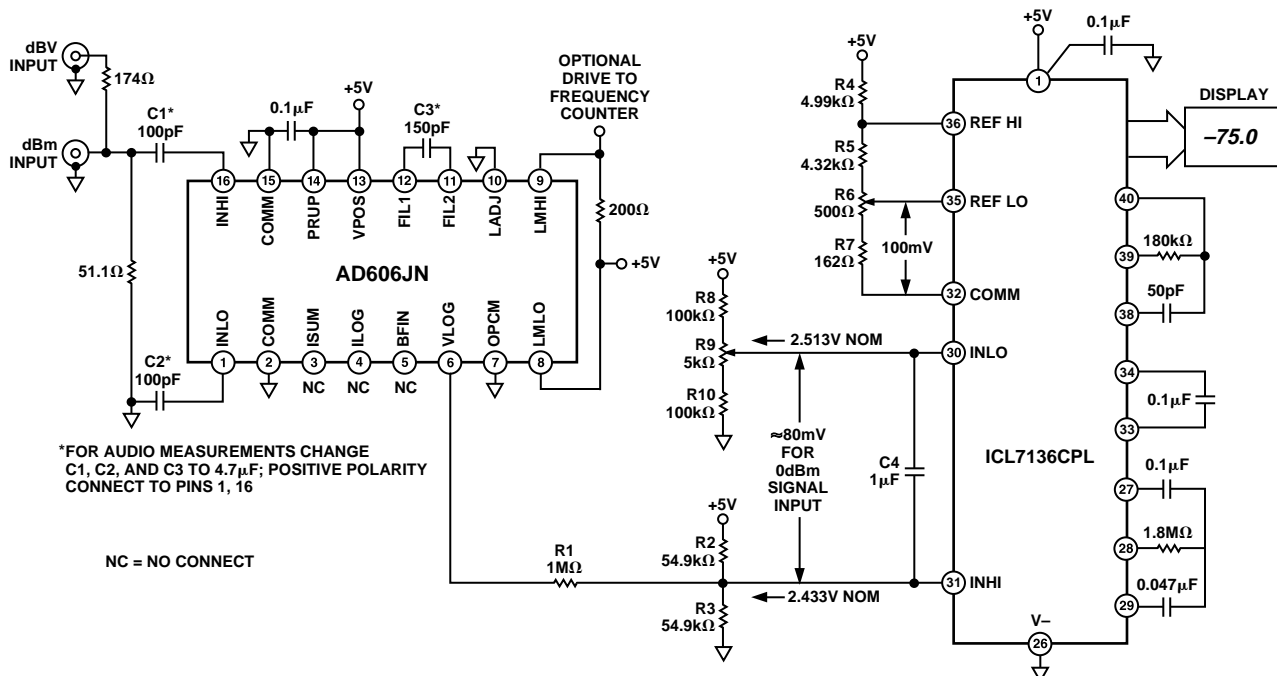 dBV
INPUT
174Ω
dBm
INPUT
C1*
100pF
0.1µF
+5V
C3*
150pF
OPTIONAL
DRIVE TO
FREQUENCY
COUNTER
16
15
14
13
12
11
10
9
INHI
COMM
PRUP
VPOS
FIL1
FIL2
LADJ
LMHI
200Ω
+5V
51.1Ω
AD606JN
INLO
COMM
ISUM
ILOG
BFIN
VLOG
OPCM
LMLO
1
2
3
4
5
6
7
8
NC
NC
NC
C2*
100pF
*FOR AUDIO MEASUREMENTS CHANGE
C1, C2, AND C3 TO 4.7µF; POSITIVE POLARITY
CONNECT TO PINS 1, 16
NC = NO CONNECT
R1
1MΩ
+5V
R2
54.9kΩ
R3
54.9kΩ
2.433V NOM
+5V
R8
100kΩ
R9
5kΩ
R10
100kΩ
2.513V NOM
≈80mV
FOR
0dBm
SIGNAL
INPUT
C4
1µF
+5V
R4
4.99kΩ
R5
4.32kΩ
R6
500Ω
R7
162Ω
100mV
+5V
0.1µF
1
36
REF HI
35
REF LO
32
COMM
30
INLO
31
INHI
V–
26
ICL7136CPL
DISPLAY
–75.0
40
39
180kΩ
38
50pF
34
0.1µF
33
27
0.1µF
28
1.8MΩ
29
0.047µF